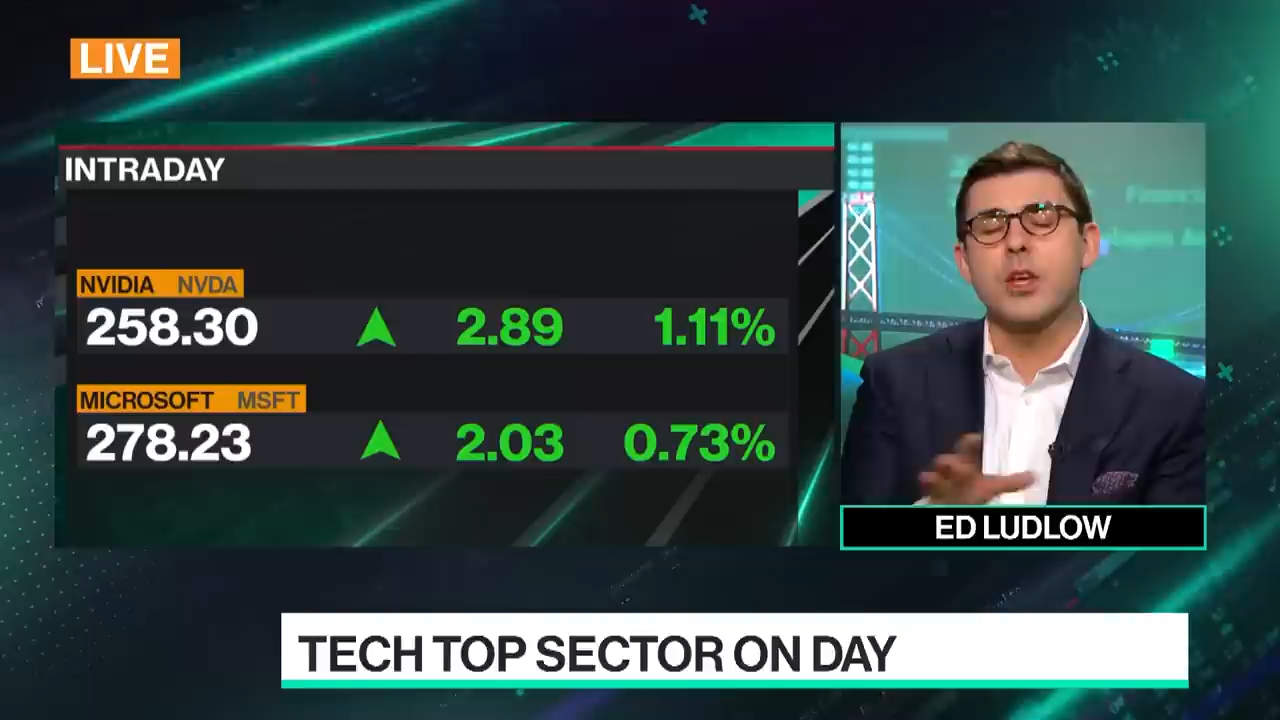 LIVE
INTRADAY
NVIDIA NVDA
258.30 2.89 1.11%
MICROSOFT MSFT
278.23 2.03 0.73%
ED LUDLOW
TECH TOP SECTOR ON DAY